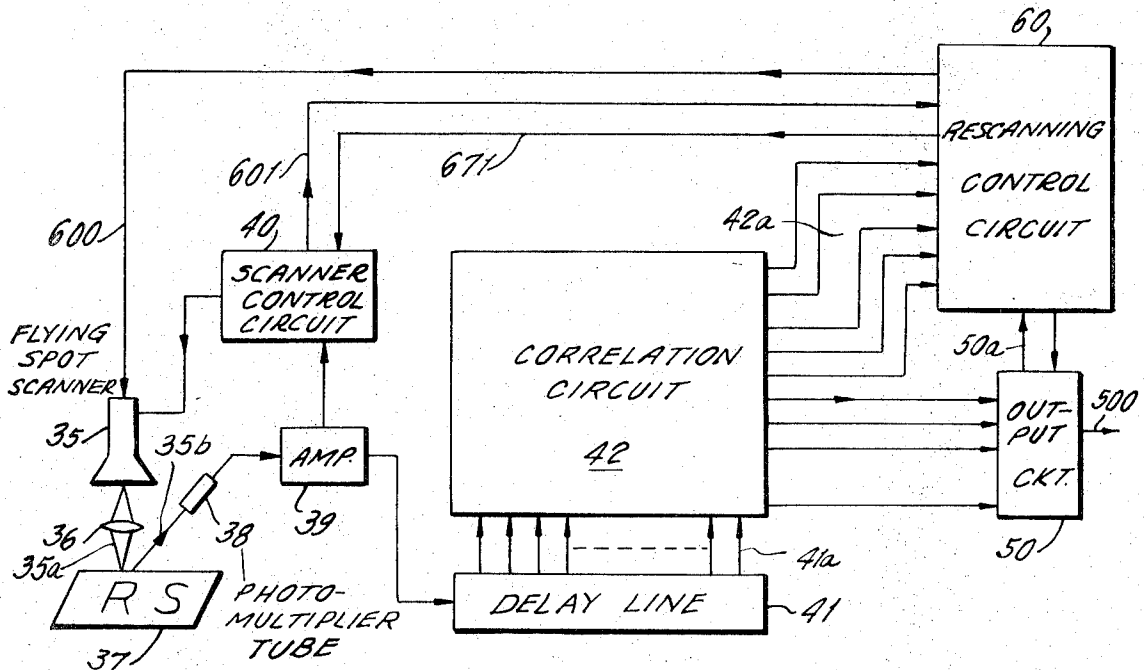 60
RESCANNING
CONTROL
CIRCUIT
601
671
600
40
SCANNER
CONTROL
CIRCUIT
42a
FLYING
SPOT
SCANNER
35
35b
AMP.
39
CORRELATION
CIRCUIT
42
50a
OUT-
PUT
CKT.
500
50
36
35a
38
R S
37
PHOTO-
MULTIPLIER
TUBE
41a
DELAY LINE
41